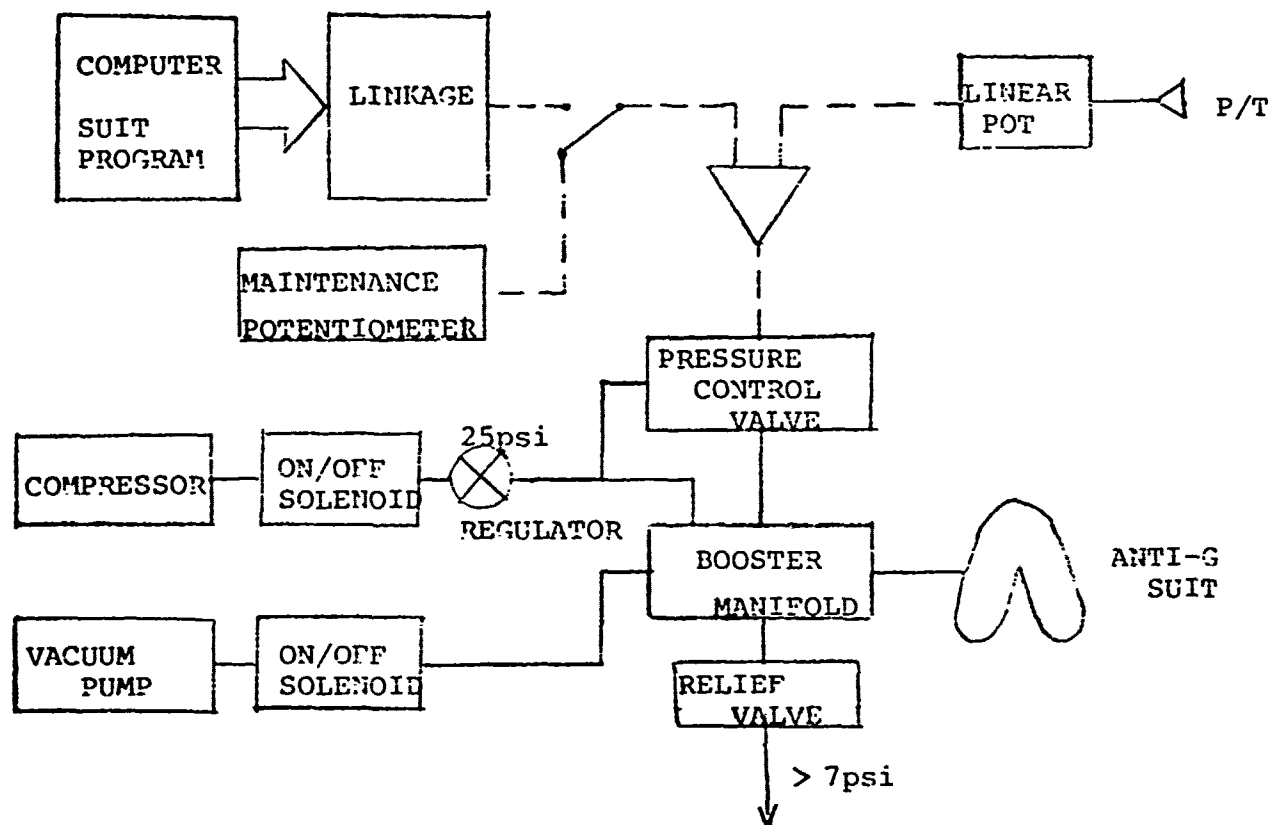 COMPUTER
SUIT
PROGRAM
LINKAGE
LINEAR
POT
P/T
MAINTENANCE
POTENTIOMETER
PRESSURE
CONTROL
VALVE
25psi
COMPRESSOR
ON/OFF
SOLENOID
REGULATOR
BOOSTER
MANIFOLD
ANTI-G
SUIT
VACUUM
PUMP
ON/OFF
SOLENOID
RELIEF
VALVE
> 7psi